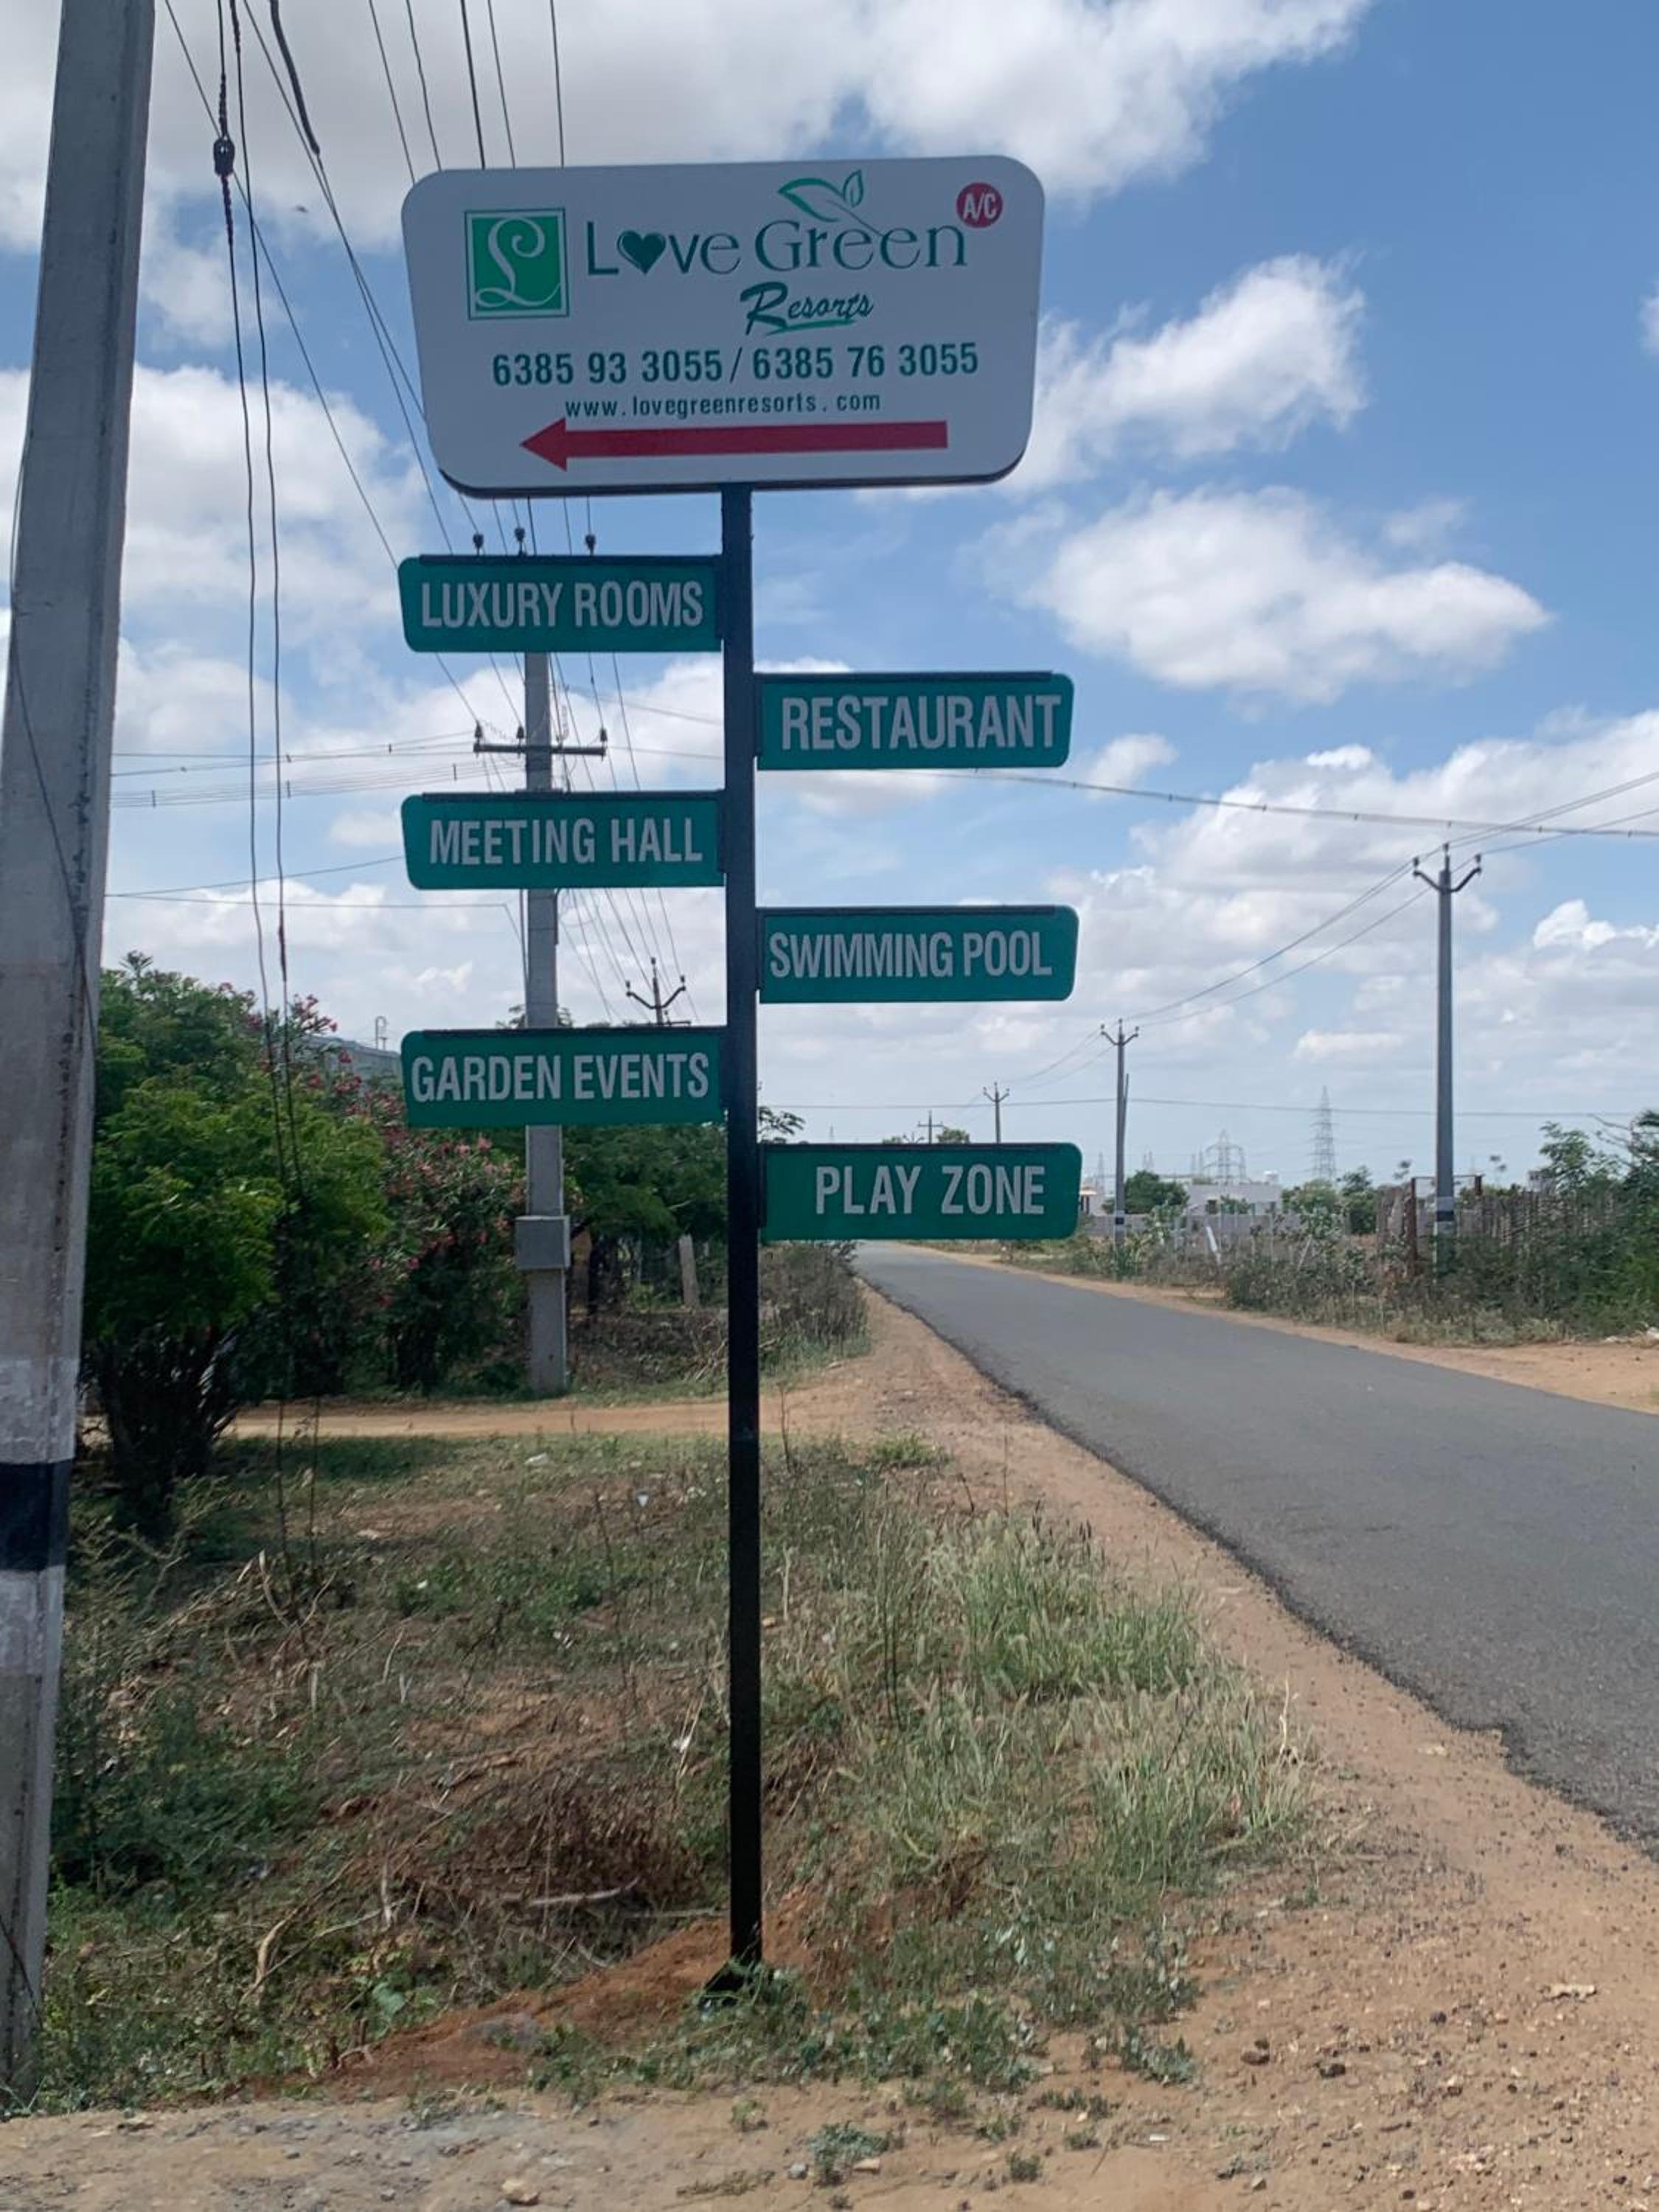 L Love Green A/C
Resorts
6385 93 3055 / 6385 76 3055
www.lovegreenresorts.com
LUXURY ROOMS
RESTAURANT
MEETING HALL
SWIMMING POOL
GARDEN EVENTS
PLAY ZONE